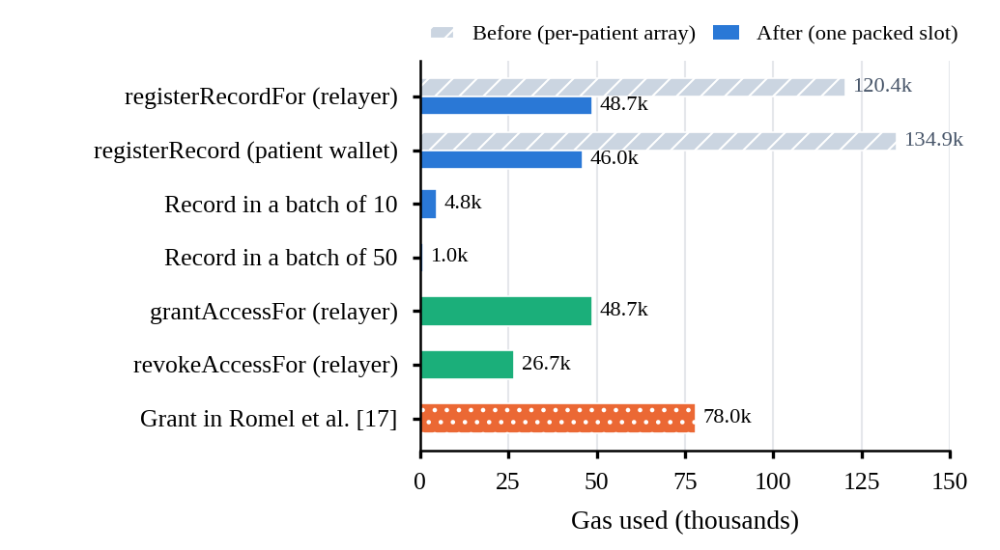 Before (per-patient array) After (one packed slot)
registerRecordFor (relayer) 120.4k
48.7k
registerRecord (patient wallet) 134.9k
46.0k
Record in a batch of 10 4.8k
Record in a batch of 50 1.0k
grantAccessFor (relayer) 48.7k
revokeAccessFor (relayer) 26.7k
Grant in Romel et al. [17] 78.0k
0 25 50 75 100 125 150
Gas used (thousands)